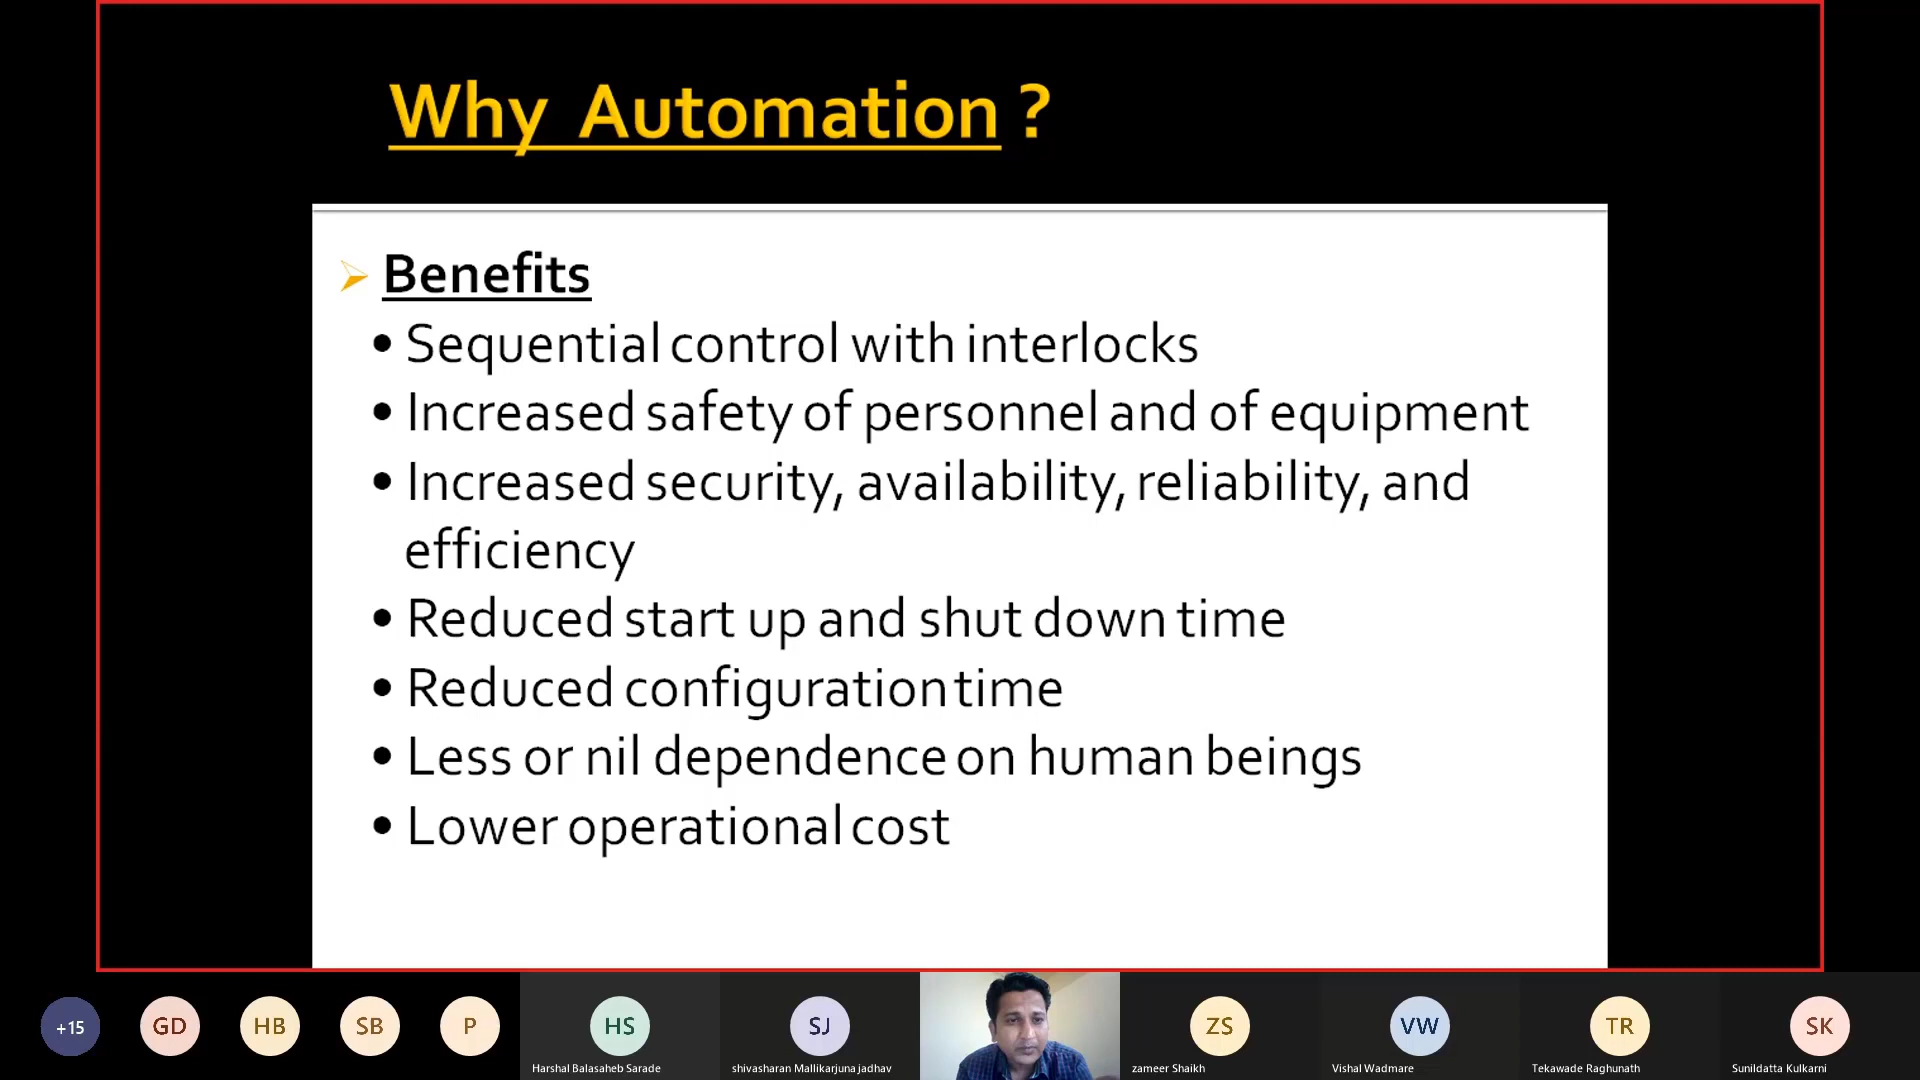 Why Automation ?
➢ Benefits
• Sequential control with interlocks
• Increased safety of personnel and of equipment
• Increased security, availability, reliability, and
efficiency
• Reduced start up and shut down time
• Reduced configuration time
• Less or nil dependence on human beings
• Lower operational cost
+15
GD
HB
SB
P
HS
SJ
ZS
VW
TR
SK
Harshal Balasaheb Sarade
shivasharan Mallikarjuna jadhav
zameer Shaikh
Vishal Wadmare
Tekawade Raghunath
Sunildatta Kulkarni